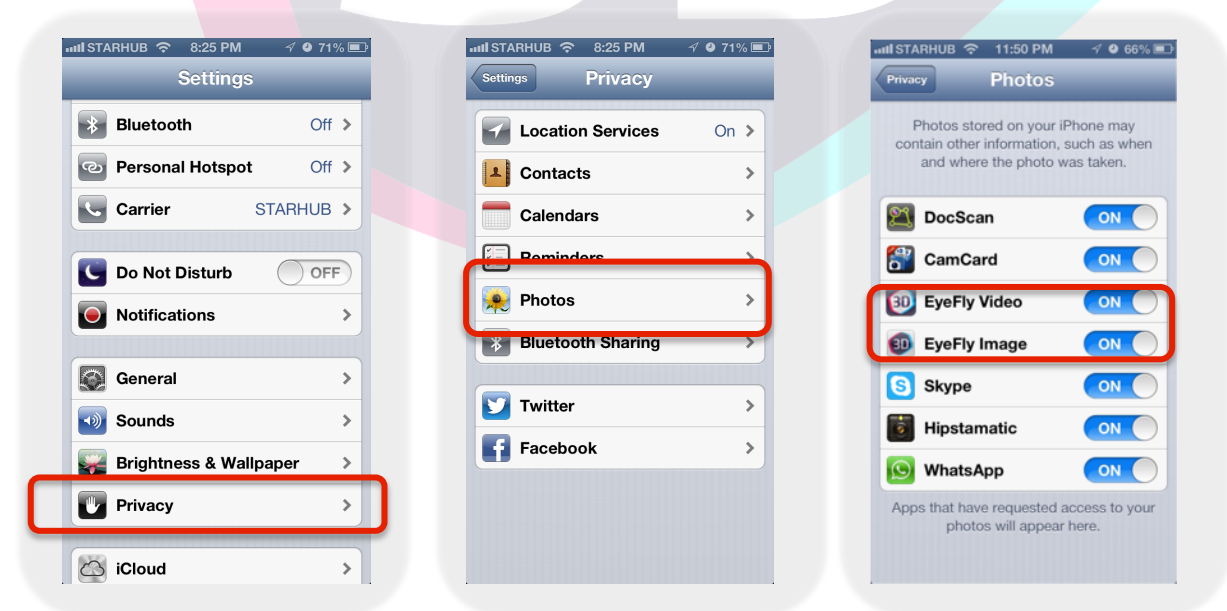 STARHUB 8:25 PM 71%
Settings
Bluetooth Off
Personal Hotspot Off
Carrier STARHUB
Do Not Disturb OFF
Notifications
General
Sounds
Brightness & Wallpaper
Privacy
iCloud
STARHUB 8:25 PM 71%
Settings Privacy
Location Services On
Contacts
Calendars
Reminders
Photos
Bluetooth Sharing
Twitter
Facebook
STARHUB 11:50 PM 66%
Privacy Photos
Photos stored on your iPhone may
contain other information, such as when
and where the photo was taken.
DocScan ON
CamCard ON
3D EyeFly Video ON
3D EyeFly Image ON
Skype ON
Hipstamatic ON
WhatsApp ON
Apps that have requested access to your
photos will appear here.